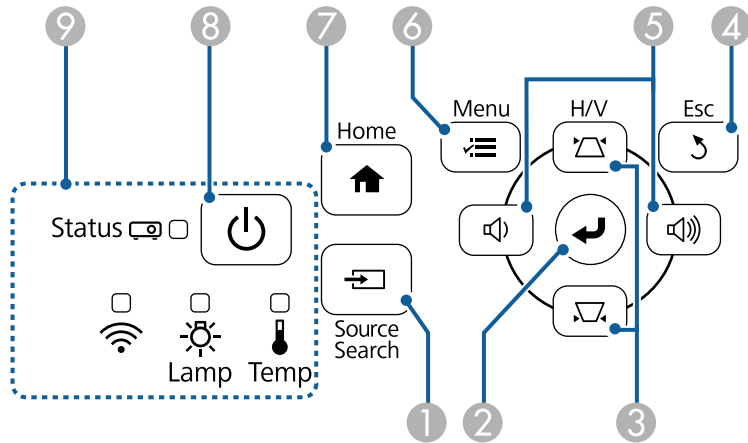 9 8 7 6 5 4
Menu H/V Esc
Home
Status
Source
Search
Lamp Temp
1 2 3